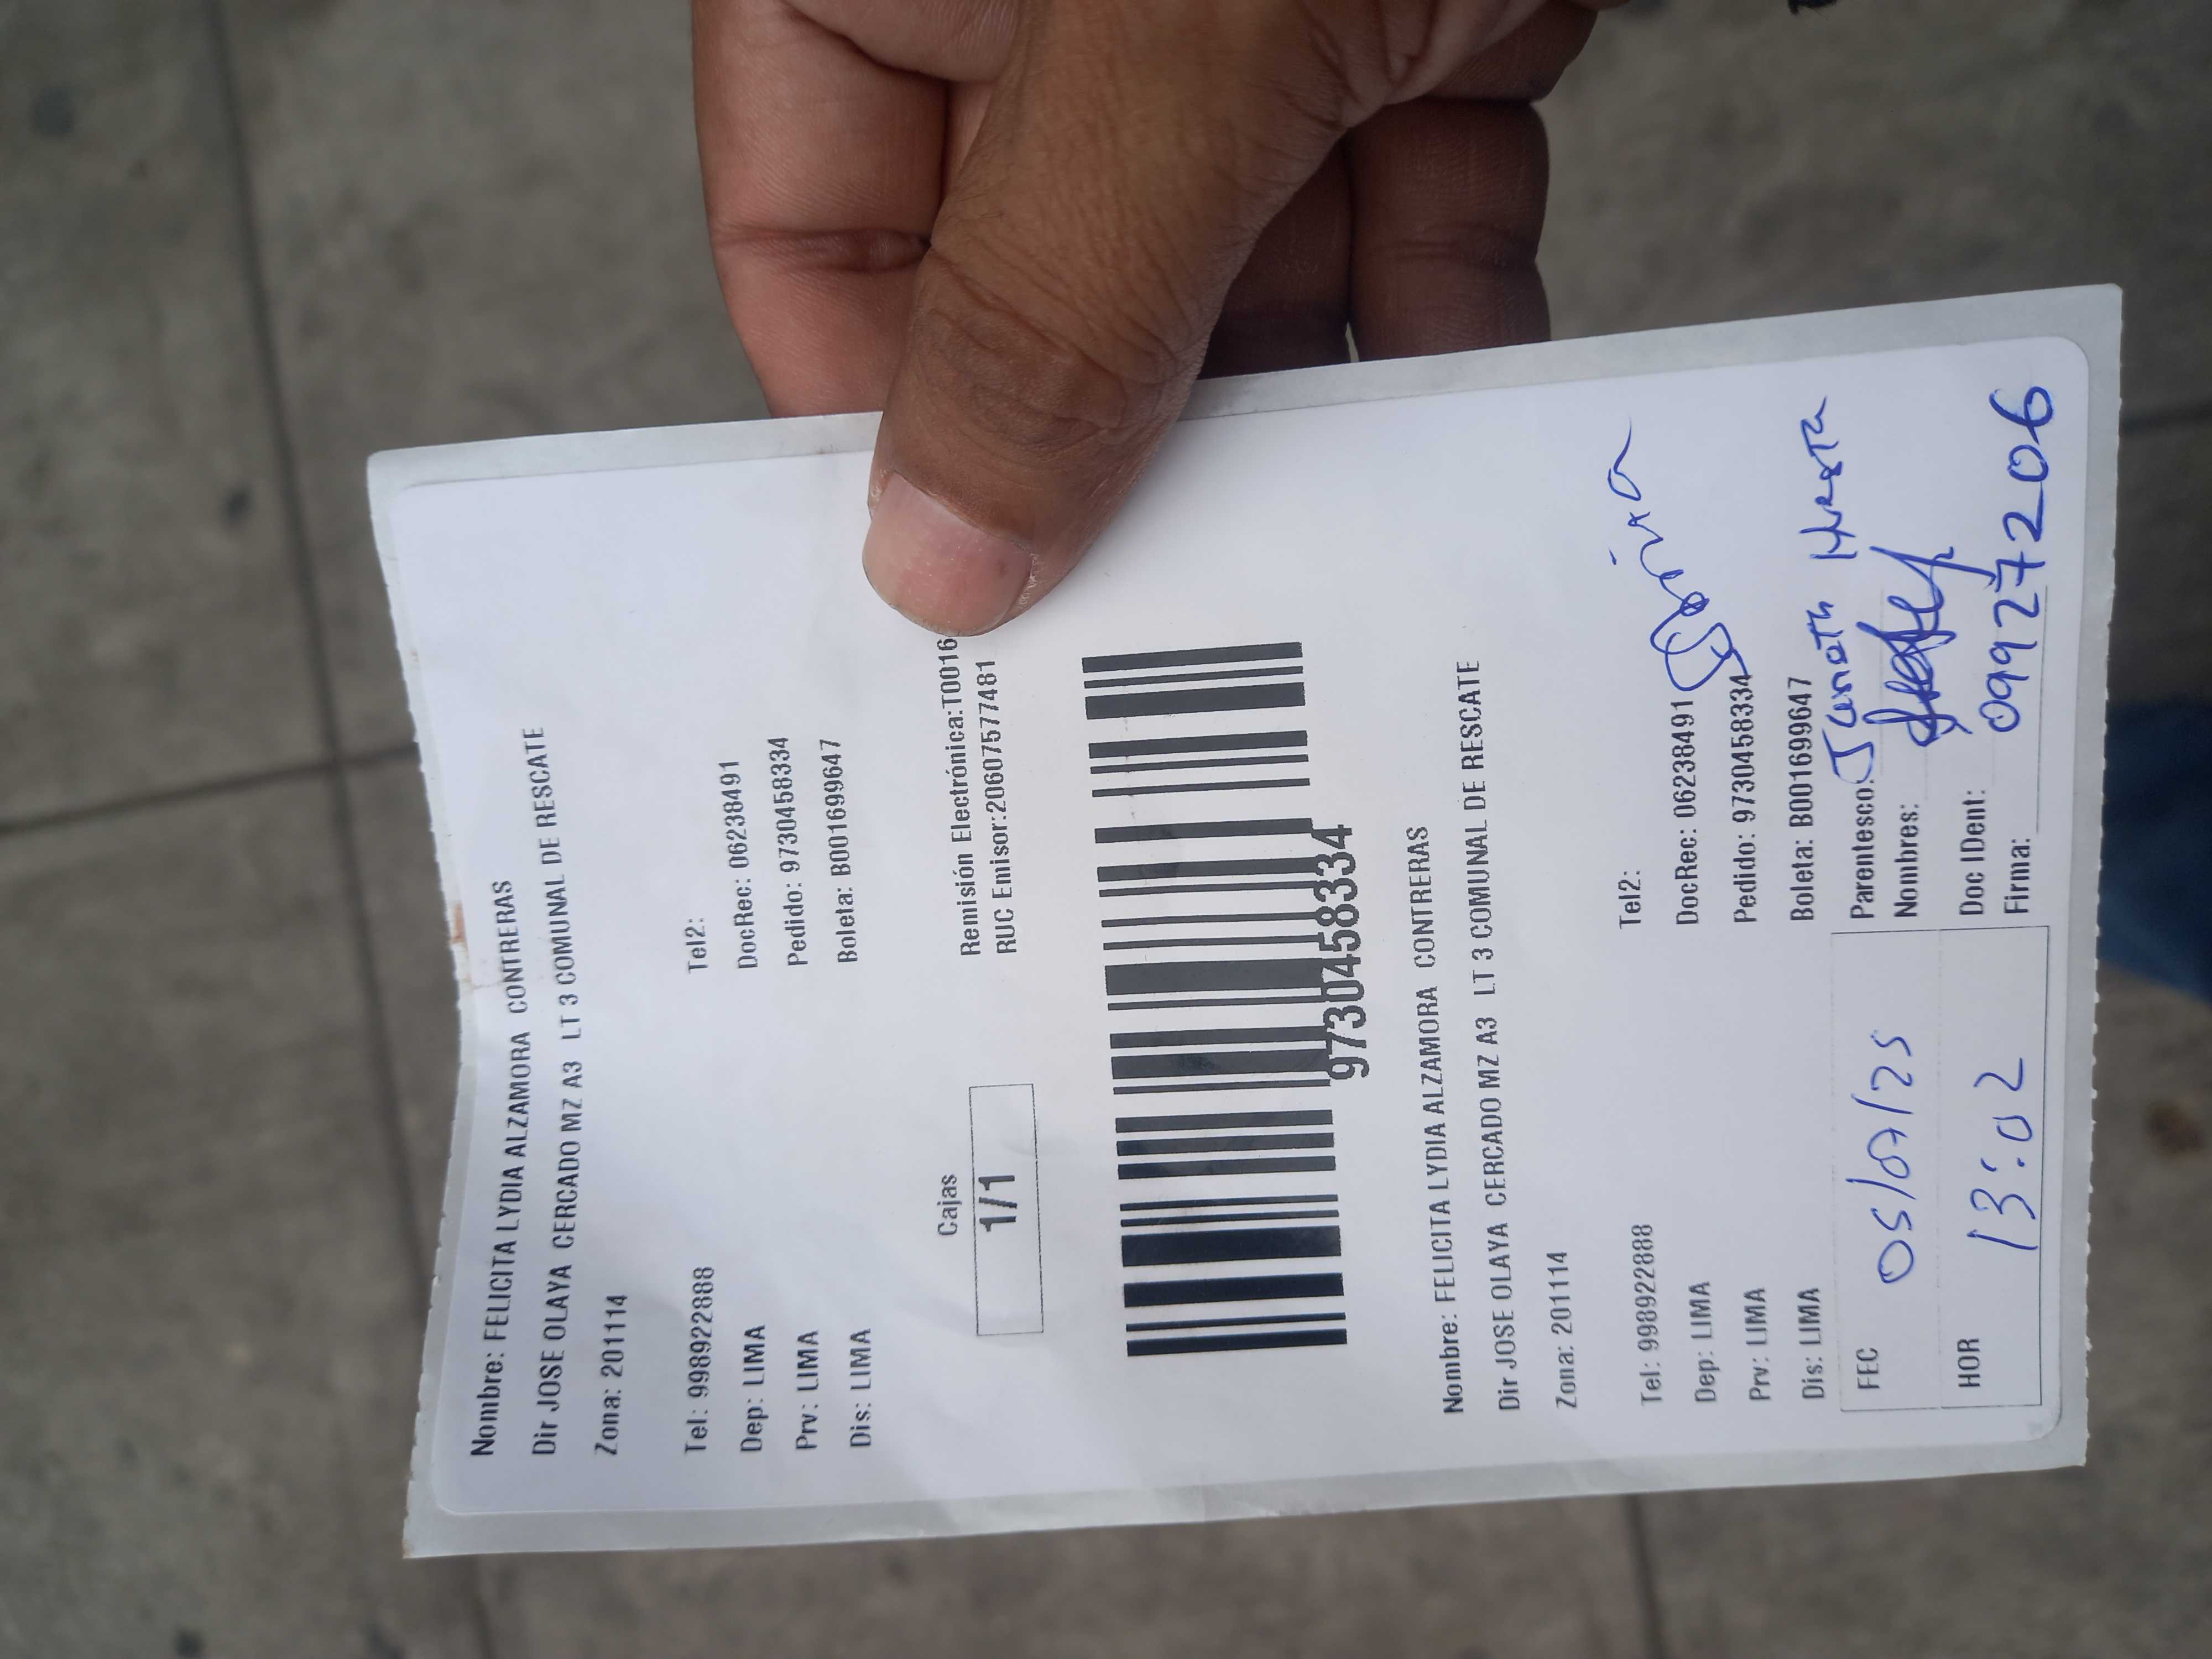 Nombre: FELICITA LYDIA ALZAMORA CONTRERAS
Dir JOSE OLAYA CERCADO MZ A3 LT 3 COMUNAL DE RESCATE
Zona: 201114
Tel: 998922888 Tel2:
Dep: LIMA DocRec: 06238491
Prv: LIMA Pedido: 9730458334
Dis: LIMA Boleta: B001699647
Cajas Remisión Electrónica:T0016
1/1 RUC Emisor:20607577481
9730458334
Nombre: FELICITA LYDIA ALZAMORA CONTRERAS
Dir JOSE OLAYA CERCADO MZ A3 LT 3 COMUNAL DE RESCATE
Zona: 201114
Tel: 998922888 Tel2:
Dep: LIMA DocRec: 06238491
Prv: LIMA Pedido: 9730458334
Dis: LIMA Boleta: B001699647
FEC 05/07/25 Parentesco: Janeth
Nombres:
HOR 13:02 Doc IDent: 09927206
Firma: